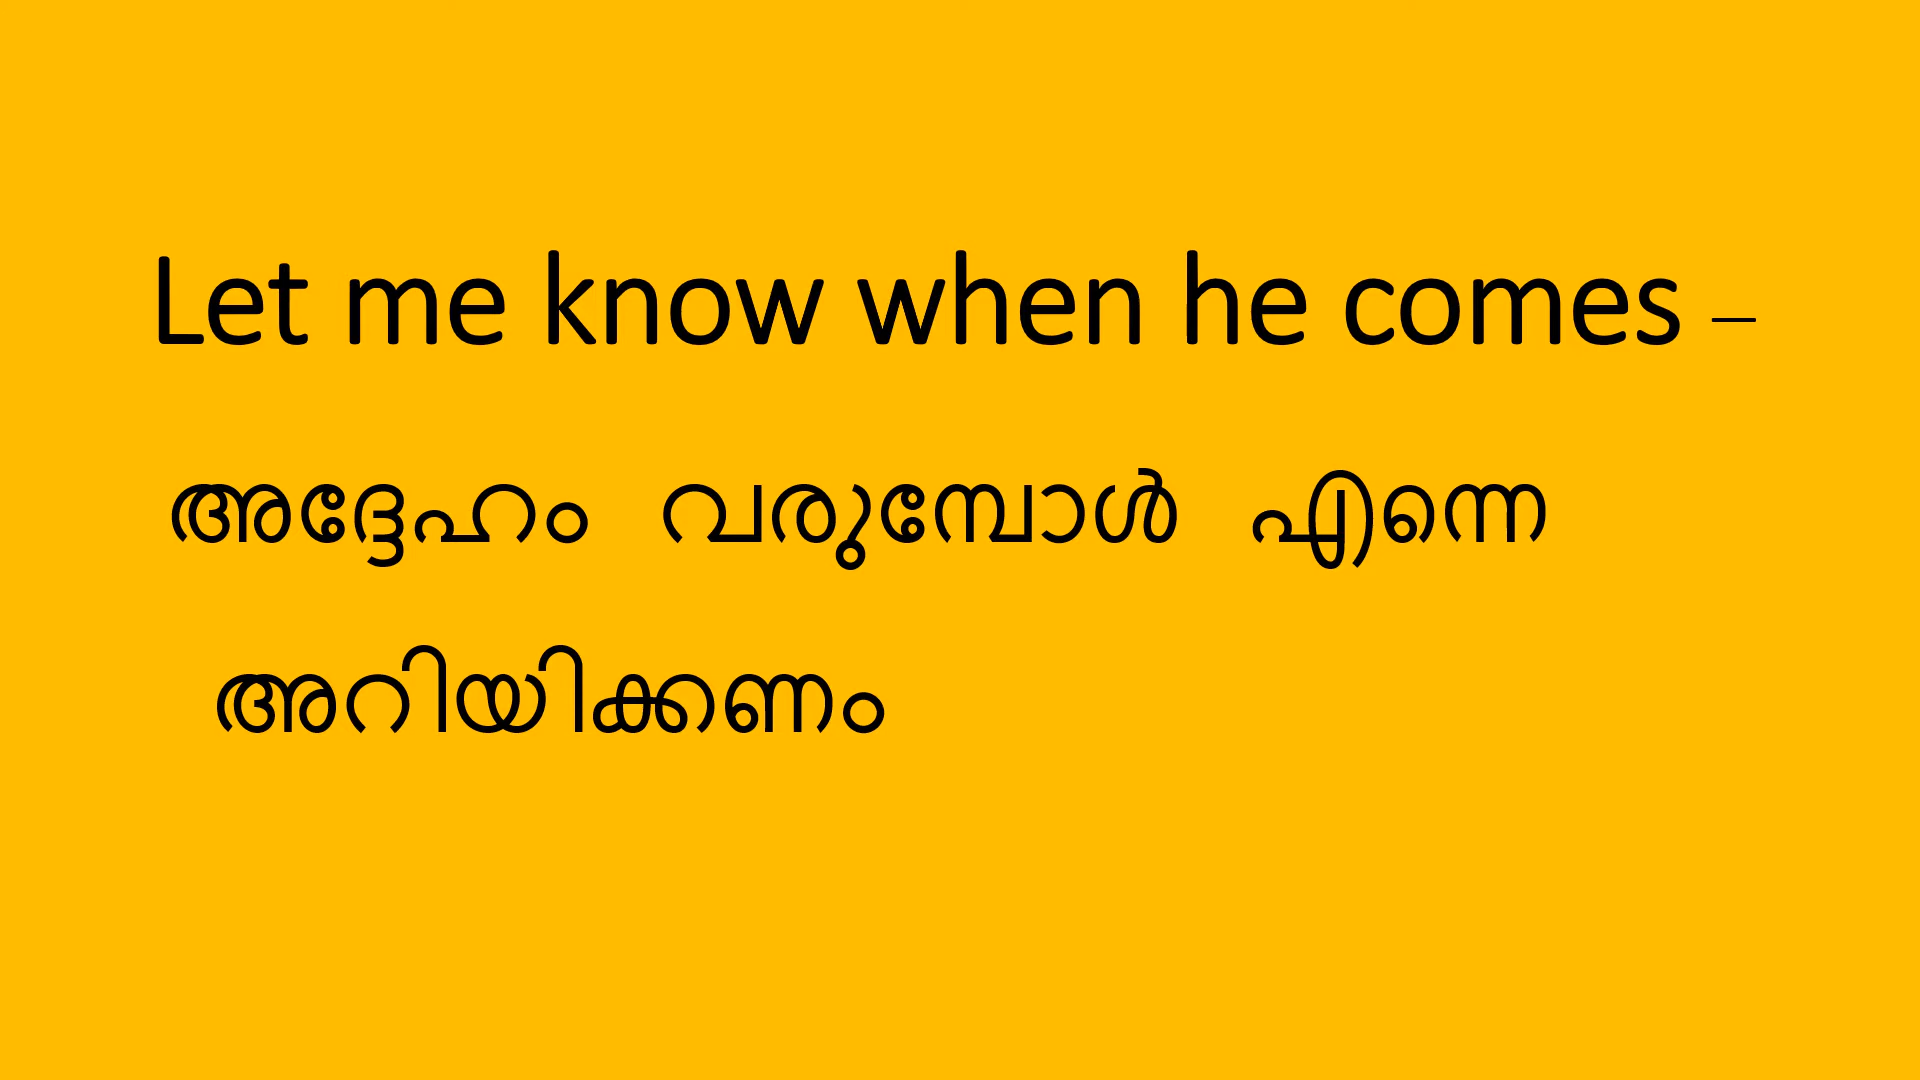 Let me know when he comes –
അദ്ദേഹം വരുമ്പോൾ എന്നെ
അറിയിക്കണം